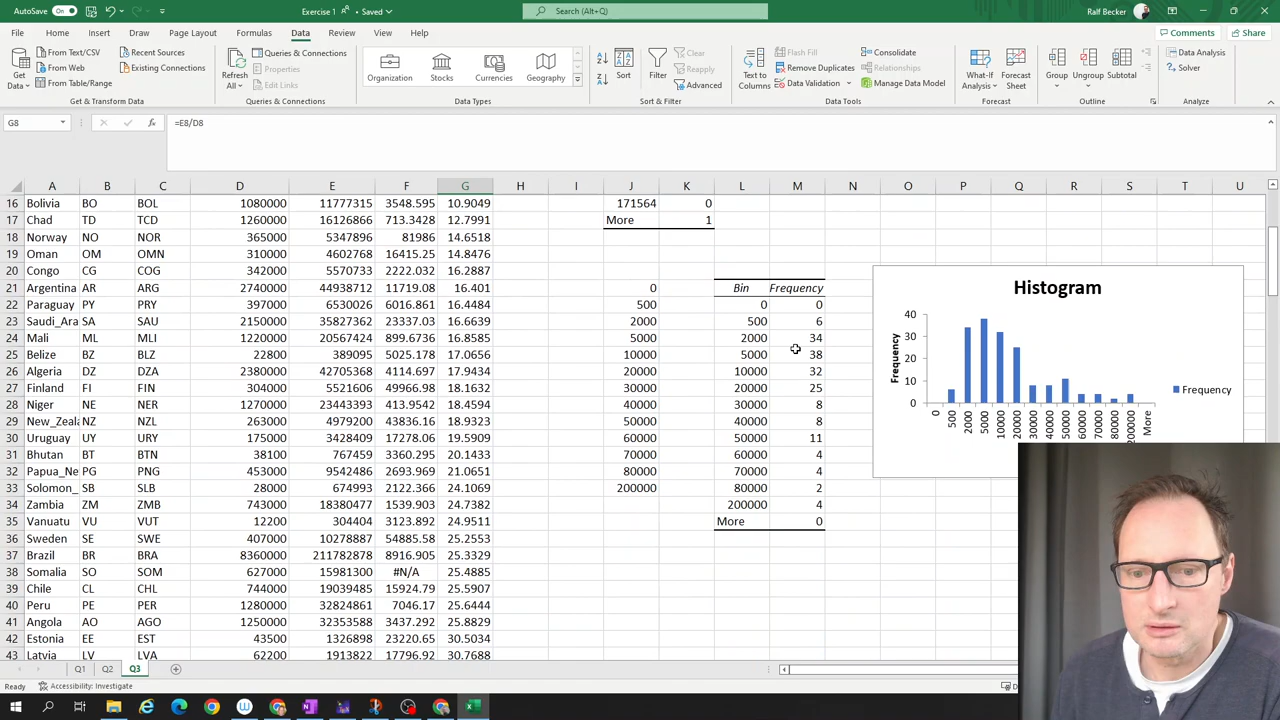 AutoSave On Exercise 1 • Saved Search (Alt+Q) Ralf Becker
File Home Insert Draw Page Layout Formulas Data Review View Help Comments Share
Get Data From Text/CSV From Web From Table/Range Recent Sources Existing Connections
Get & Transform Data
Refresh All Queries & Connections Properties Edit Links
Queries & Connections
Organization Stocks Currencies Geography
Data Types
Sort Filter Clear Reapply Advanced
Sort & Filter
Text to Columns Flash Fill Remove Duplicates Data Validation Consolidate Relationships Manage Data Model
Data Tools
What-If Analysis Forecast Sheet
Forecast
Group Ungroup Subtotal
Outline
Data Analysis Solver
Analyze
G8 fx =E8/D8
A B C D E F G H I J K L M N O P Q R S T U
16 Bolivia BO BOL 1080000 11777315 3548.595 10.9049 171564 0
17 Chad TD TCD 1260000 16126866 713.3428 12.7991 More 1
18 Norway NO NOR 365000 5347896 81986 14.6518
19 Oman OM OMN 310000 4602768 16415.25 14.8476
20 Congo CG COG 342000 5570733 2222.032 16.2887
21 Argentina AR ARG 2740000 44938712 11719.08 16.401 0 Bin Frequency
22 Paraguay PY PRY 397000 6530026 6016.861 16.4484 500 0 0
23 Saudi_Ara SA SAU 2150000 35827362 23337.03 16.6639 2000 500 6
24 Mali ML MLI 1220000 20567424 899.6736 16.8585 5000 2000 34
25 Belize BZ BLZ 22800 389095 5025.178 17.0656 10000 5000 38
26 Algeria DZ DZA 2380000 42705368 4114.697 17.9434 20000 10000 32
27 Finland FI FIN 304000 5521606 49966.98 18.1632 30000 20000 25
28 Niger NE NER 1270000 23443393 413.9542 18.4594 40000 30000 8
29 New_Zeal NZ NZL 263000 4979200 43836.16 18.9323 50000 40000 8
30 Uruguay UY URY 175000 3428409 17278.06 19.5909 60000 50000 11
31 Bhutan BT BTN 38100 767459 3360.295 20.1433 70000 60000 4
32 Papua_Ne PG PNG 453000 9542486 2693.969 21.0651 80000 70000 4
33 Solomon_ SB SLB 28000 674993 2122.366 24.1069 200000 80000 2
34 Zambia ZM ZMB 743000 18380477 1539.903 24.7382 200000 4
35 Vanuatu VU VUT 12200 304404 3123.892 24.9511 More 0
36 Sweden SE SWE 407000 10278887 54885.58 25.2553
37 Brazil BR BRA 8360000 211782878 8916.905 25.3329
38 Somalia SO SOM 627000 15981300 #N/A 25.4885
39 Chile CL CHL 744000 19039485 15924.79 25.5907
40 Peru PE PER 1280000 32824861 7046.17 25.6444
41 Angola AO AGO 1250000 32353588 3437.292 25.8829
42 Estonia EE EST 43500 1326898 23220.65 30.5034
43 Latvia LV LVA 62200 1913822 17796.92 30.7688
Histogram
Frequency
40
30
20
10
0
0 500 2000 5000 10000 20000 30000 40000 50000 60000 70000 80000 200000 More
Frequency
Q1 Q2 Q3
Ready Accessibility: Investigate